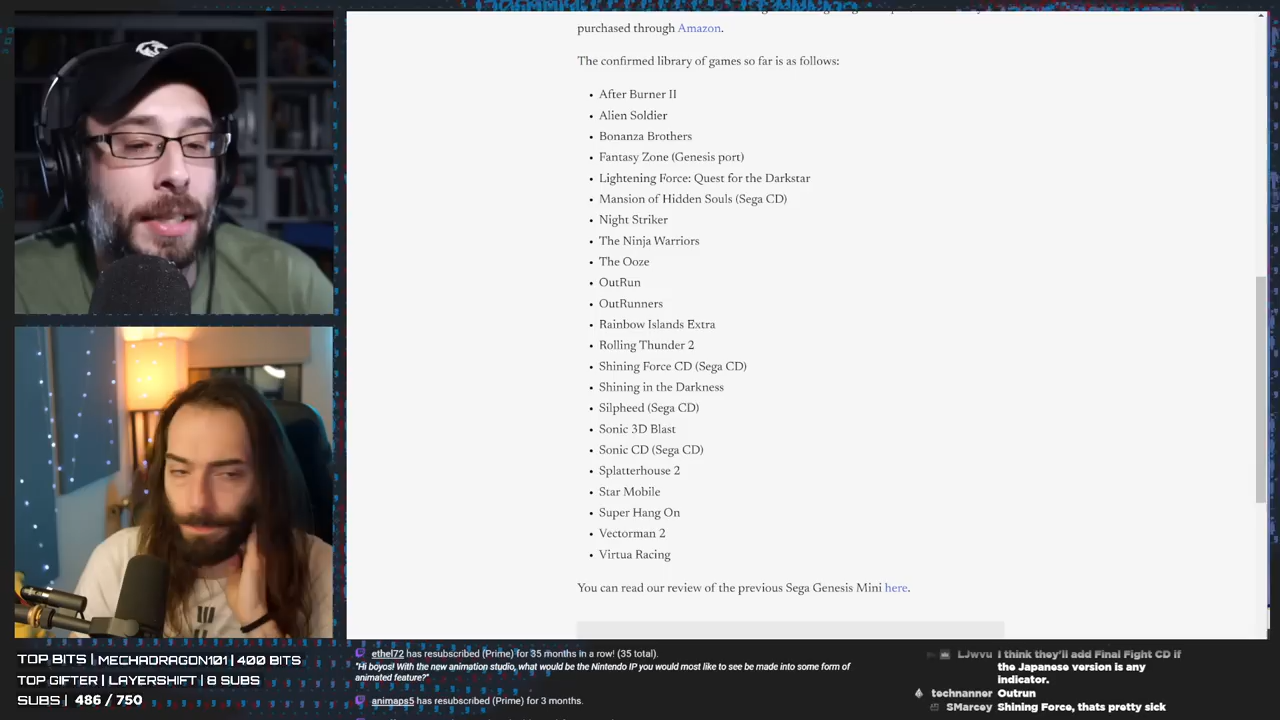 purchased through Amazon.
The confirmed library of games so far is as follows:
• After Burner II
• Alien Soldier
• Bonanza Brothers
• Fantasy Zone (Genesis port)
• Lightening Force: Quest for the Darkstar
• Mansion of Hidden Souls (Sega CD)
• Night Striker
• The Ninja Warriors
• The Ooze
• OutRun
• OutRunners
• Rainbow Islands Extra
• Rolling Thunder 2
• Shining Force CD (Sega CD)
• Shining in the Darkness
• Silpheed (Sega CD)
• Sonic 3D Blast
• Sonic CD (Sega CD)
• Splatterhouse 2
• Star Mobile
• Super Hang On
• Vectorman 2
• Virtua Racing
You can read our review of the previous Sega Genesis Mini here.
TOP BITS | MECHADRAGON101 | 400 BITS
TOP GIFTER | LAYERSHIFT | 8 SUBS
SUBS | 486 / 750
ethel72 has resubscribed (Prime) for 35 months in a row! (35 total).
"Hi boyos! With the new animation studio, what would be the Nintendo IP you would most like to see be made into some form of
animated feature?"
animaps5 has resubscribed (Prime) for 3 months.
LJwvu I think they'll add Final Fight CD if
the Japanese version is any
indicator.
technanner Outrun
SMarcey Shining Force, thats pretty sick